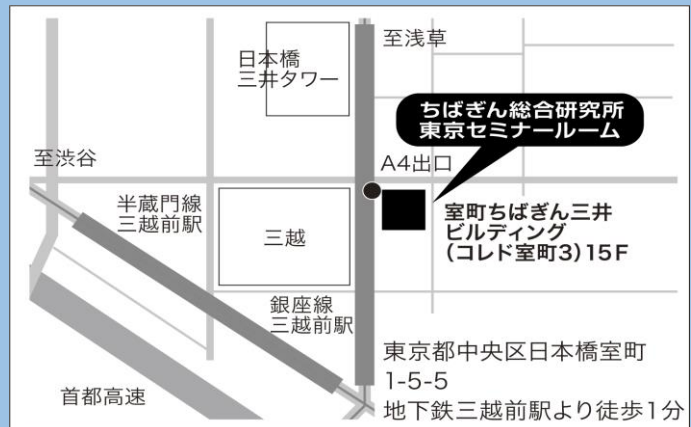 至浅草
日本橋
三井タワー
ちばぎん総合研究所
東京セミナールーム
至渋谷
A4出口
半蔵門線
三越前駅
三越
室町ちばぎん三井
ビルディング
(コレド室町3)15F
銀座線
三越前駅
首都高速
東京都中央区日本橋室町
1-5-5
地下鉄三越前駅より徒歩1分